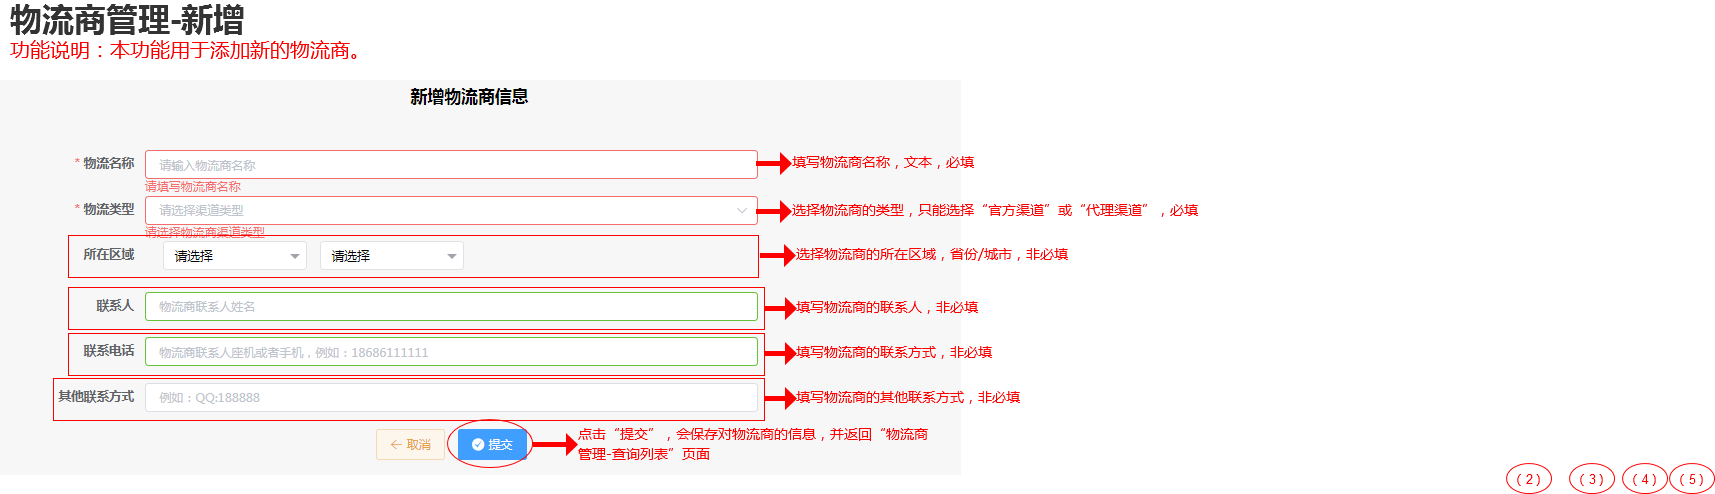 物流商管理-新增
功能说明：本功能用于添加新的物流商。
新增物流商信息
* 物流名称 请输入物流商名称 填写物流商名称，文本，必填
请填写物流商名称
* 物流类型 请选择渠道类型 选择物流商的类型，只能选择“官方渠道”或“代理渠道”，必填
请选择物流商渠道类型
所在区域 请选择 请选择 选择物流商的所在区域，省份/城市，非必填
联系人 物流商联系人姓名 填写物流商的联系人，非必填
联系电话 物流商联系人座机或者手机，例如：18686111111 填写物流商的联系方式，非必填
其他联系方式 例如：QQ:188888 填写物流商的其他联系方式，非必填
取消 提交 点击“提交”，会保存对物流商的信息，并返回“物流商
管理-查询列表”页面
（2） （3） （4） （5）